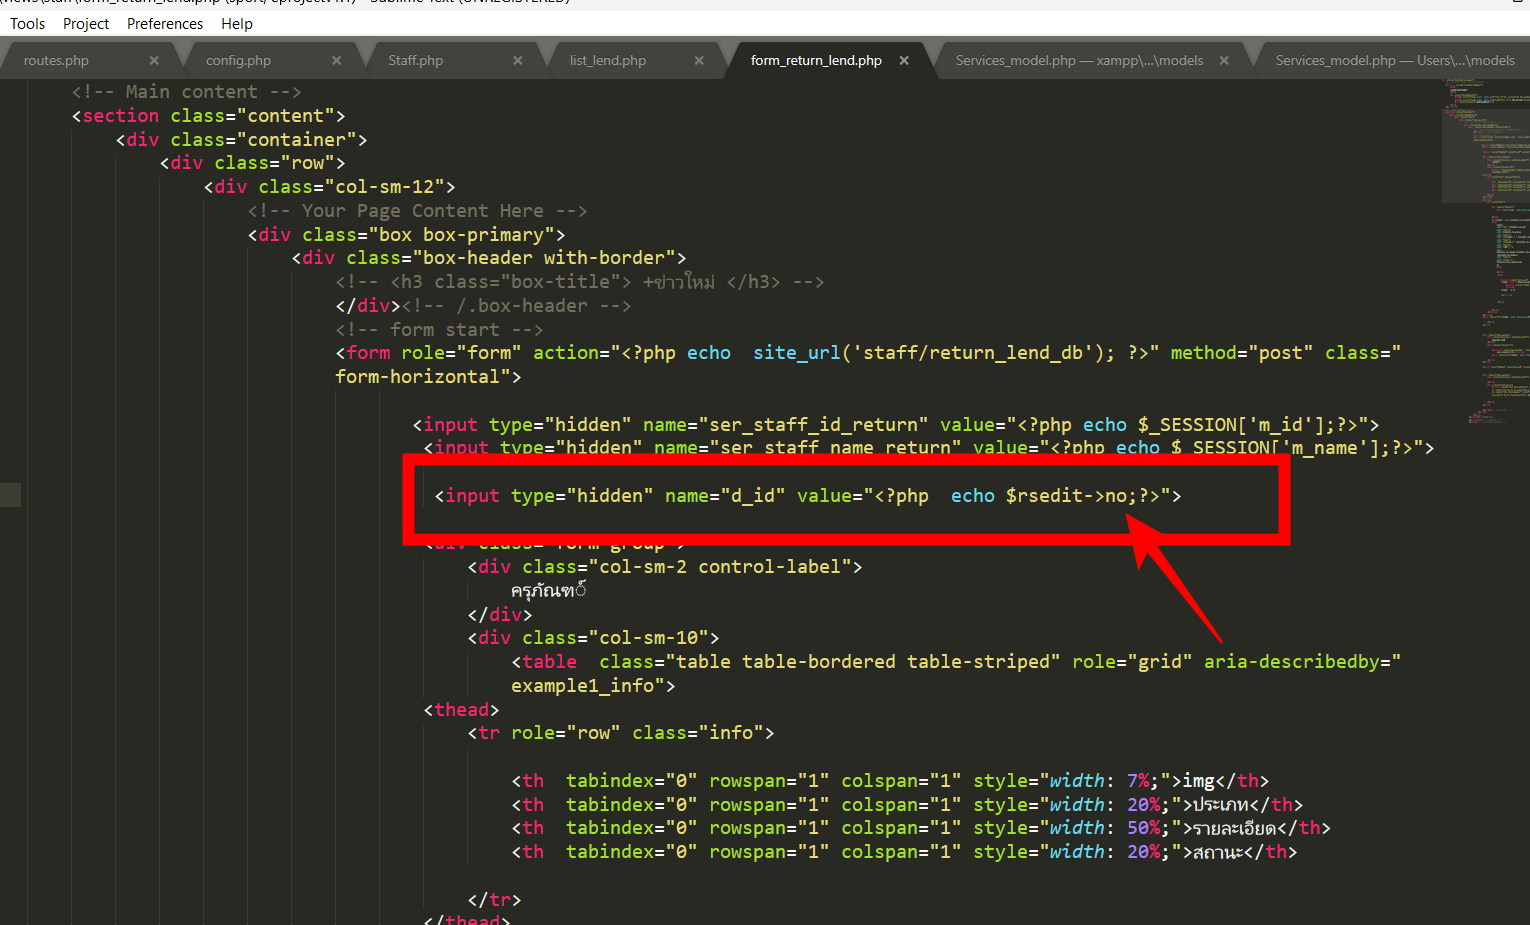 Tools Project Preferences Help
routes.php × config.php × Staff.php × list_lend.php × form_return_lend.php × Services_model.php — xampp\...\models × Services_model.php — Users\...\models
<!-- Main content -->
<section class="content">
<div class="container">
<div class="row">
<div class="col-sm-12">
<!-- Your Page Content Here -->
<div class="box box-primary">
<div class="box-header with-border">
<!-- <h3 class="box-title"> +ข่าวใหม่ </h3> -->
</div><!-- /.box-header -->
<!-- form start -->
<form role="form" action="<?php echo  site_url('staff/return_lend_db'); ?>" method="post" class="
form-horizontal">
<input type="hidden" name="ser_staff_id_return" value="<?php echo $_SESSION['m_id'];?>">
<input type="hidden" name="ser_staff_name_return" value="<?php echo $_SESSION['m_name'];?>">
<input type="hidden" name="d_id" value="<?php  echo $rsedit->no;?>">
<div class="form-group">
<div class="col-sm-2 control-label">
ครุภัณฑ์
</div>
<div class="col-sm-10">
<table  class="table table-bordered table-striped" role="grid" aria-describedby="
example1_info">
<thead>
<tr role="row" class="info">
<th  tabindex="0" rowspan="1" colspan="1" style="width: 7%;">img</th>
<th  tabindex="0" rowspan="1" colspan="1" style="width: 20%;">ประเภท</th>
<th  tabindex="0" rowspan="1" colspan="1" style="width: 50%;">รายละเอียด</th>
<th  tabindex="0" rowspan="1" colspan="1" style="width: 20%;">สถานะ</th>
</tr>
</thead>